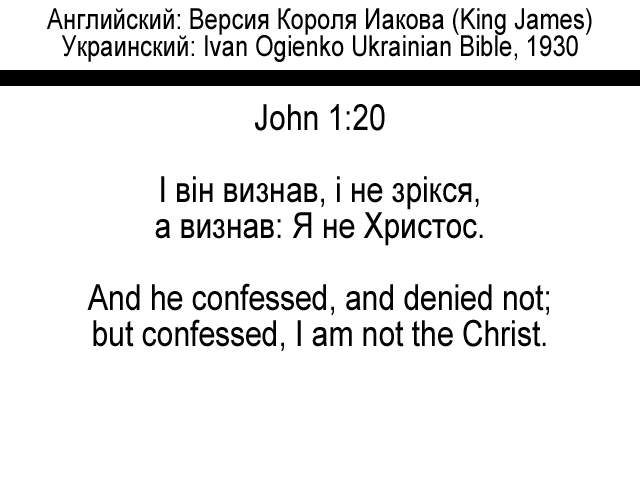 Английский: Версия Короля Иакова (King James)
Украинский: Ivan Ogienko Ukrainian Bible, 1930
John 1:20
І він визнав, і не зрікся,
а визнав: Я не Христос.
And he confessed, and denied not;
but confessed, I am not the Christ.